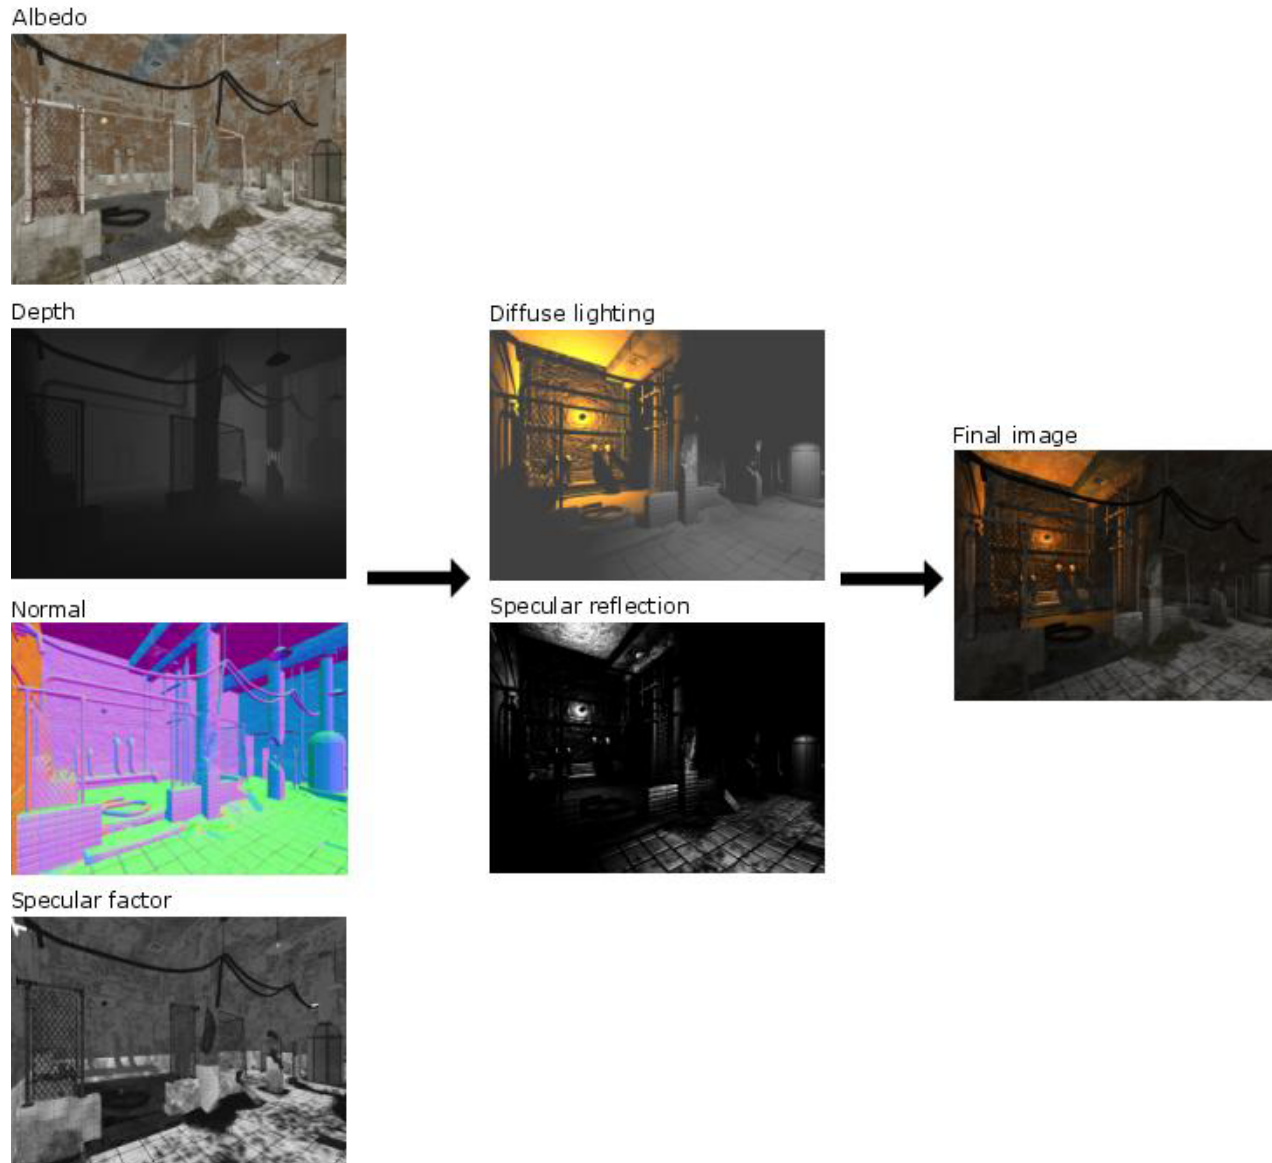 Albedo
Depth
Normal
Specular factor
Diffuse lighting
Specular reflection
Final image